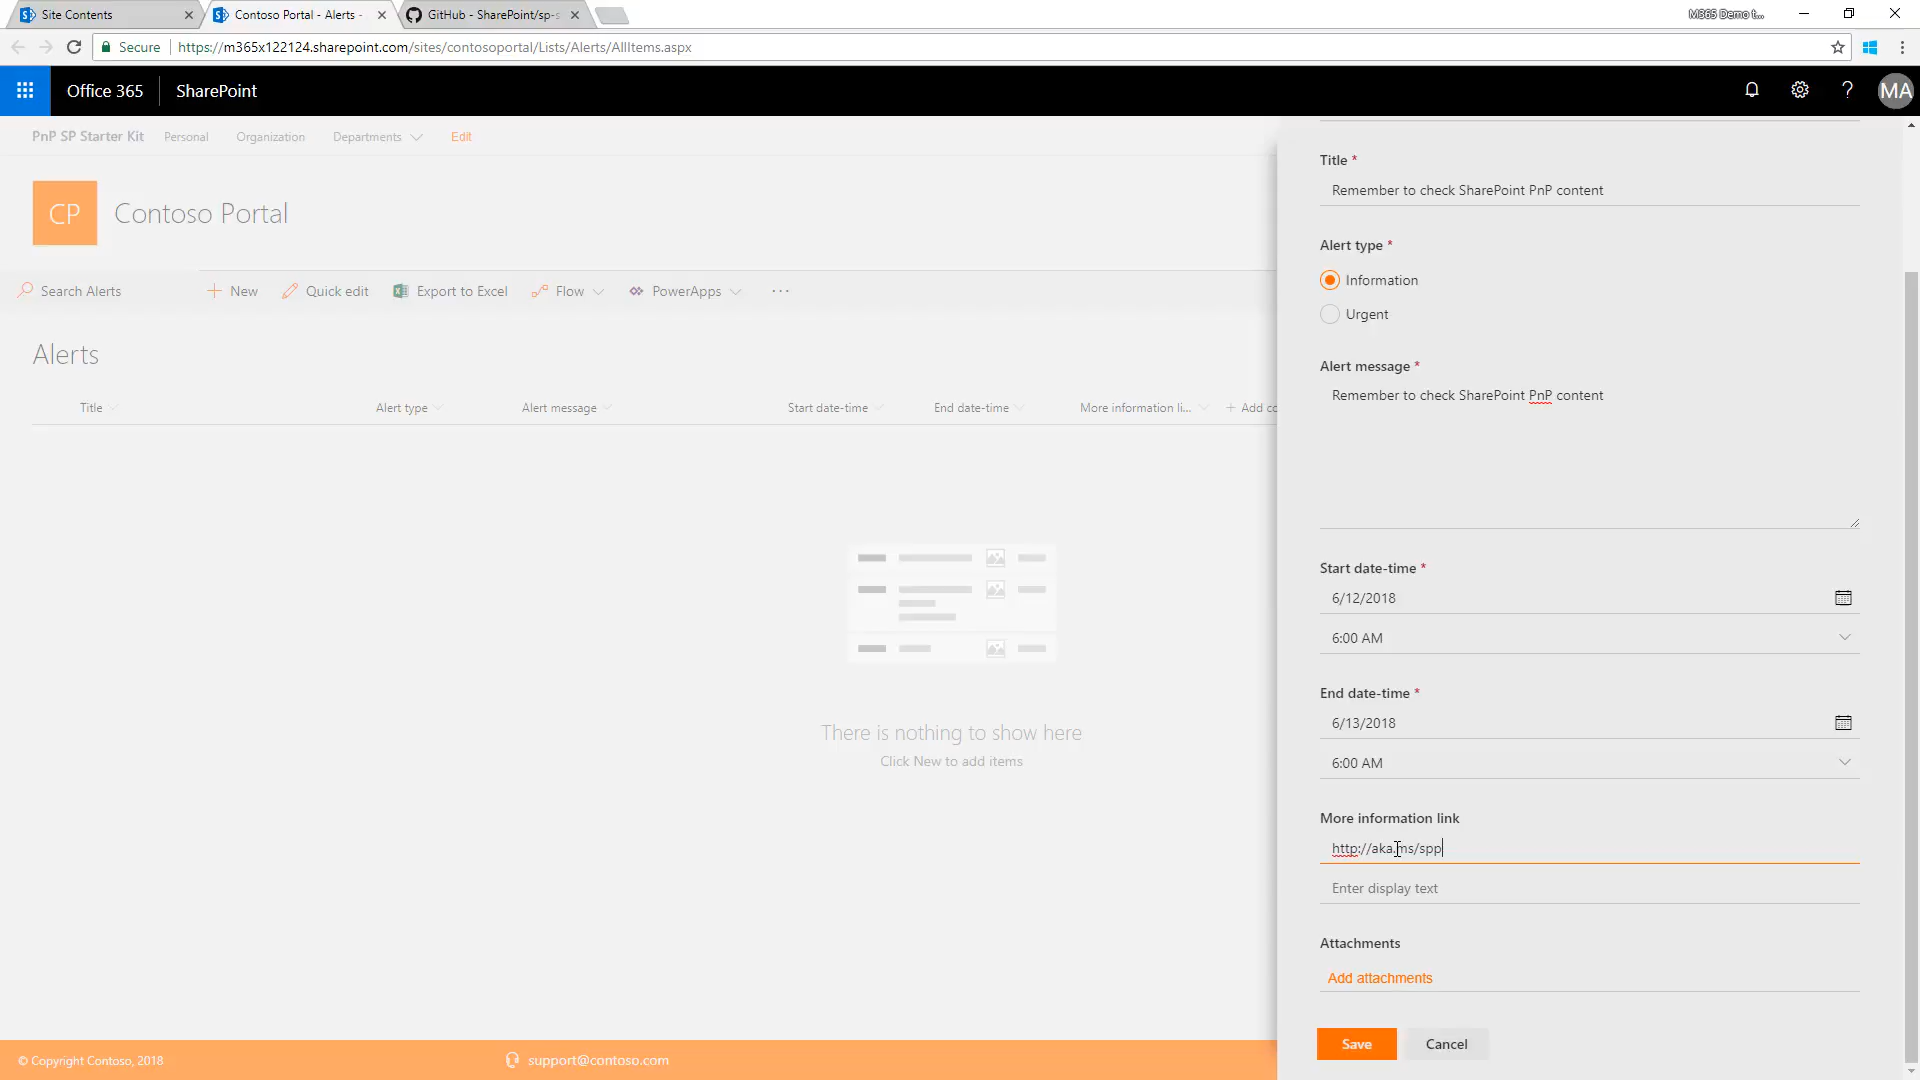 Site Contents
Contoso Portal - Alerts -
GitHub - SharePoint/sp-s
M365 Demo t...
Secure
https://m365x122124.sharepoint.com/sites/contosoportal/Lists/Alerts/AllItems.aspx
Office 365
SharePoint
MA
PnP SP Starter Kit
Personal
Organization
Departments
Edit
CP
Contoso Portal
Search Alerts
New
Quick edit
Export to Excel
Flow
PowerApps
...
Alerts
Title
Alert type
Alert message
Start date-time
End date-time
More information li...
+ Add co
There is nothing to show here
Click New to add items
Title *
Remember to check SharePoint PnP content
Alert type *
Information
Urgent
Alert message *
Remember to check SharePoint PnP content
Start date-time *
6/12/2018
6:00 AM
End date-time *
6/13/2018
6:00 AM
More information link
http://aka.ms/spp
Enter display text
Attachments
Add attachments
Save
Cancel
© Copyright Contoso, 2018
support@contoso.com